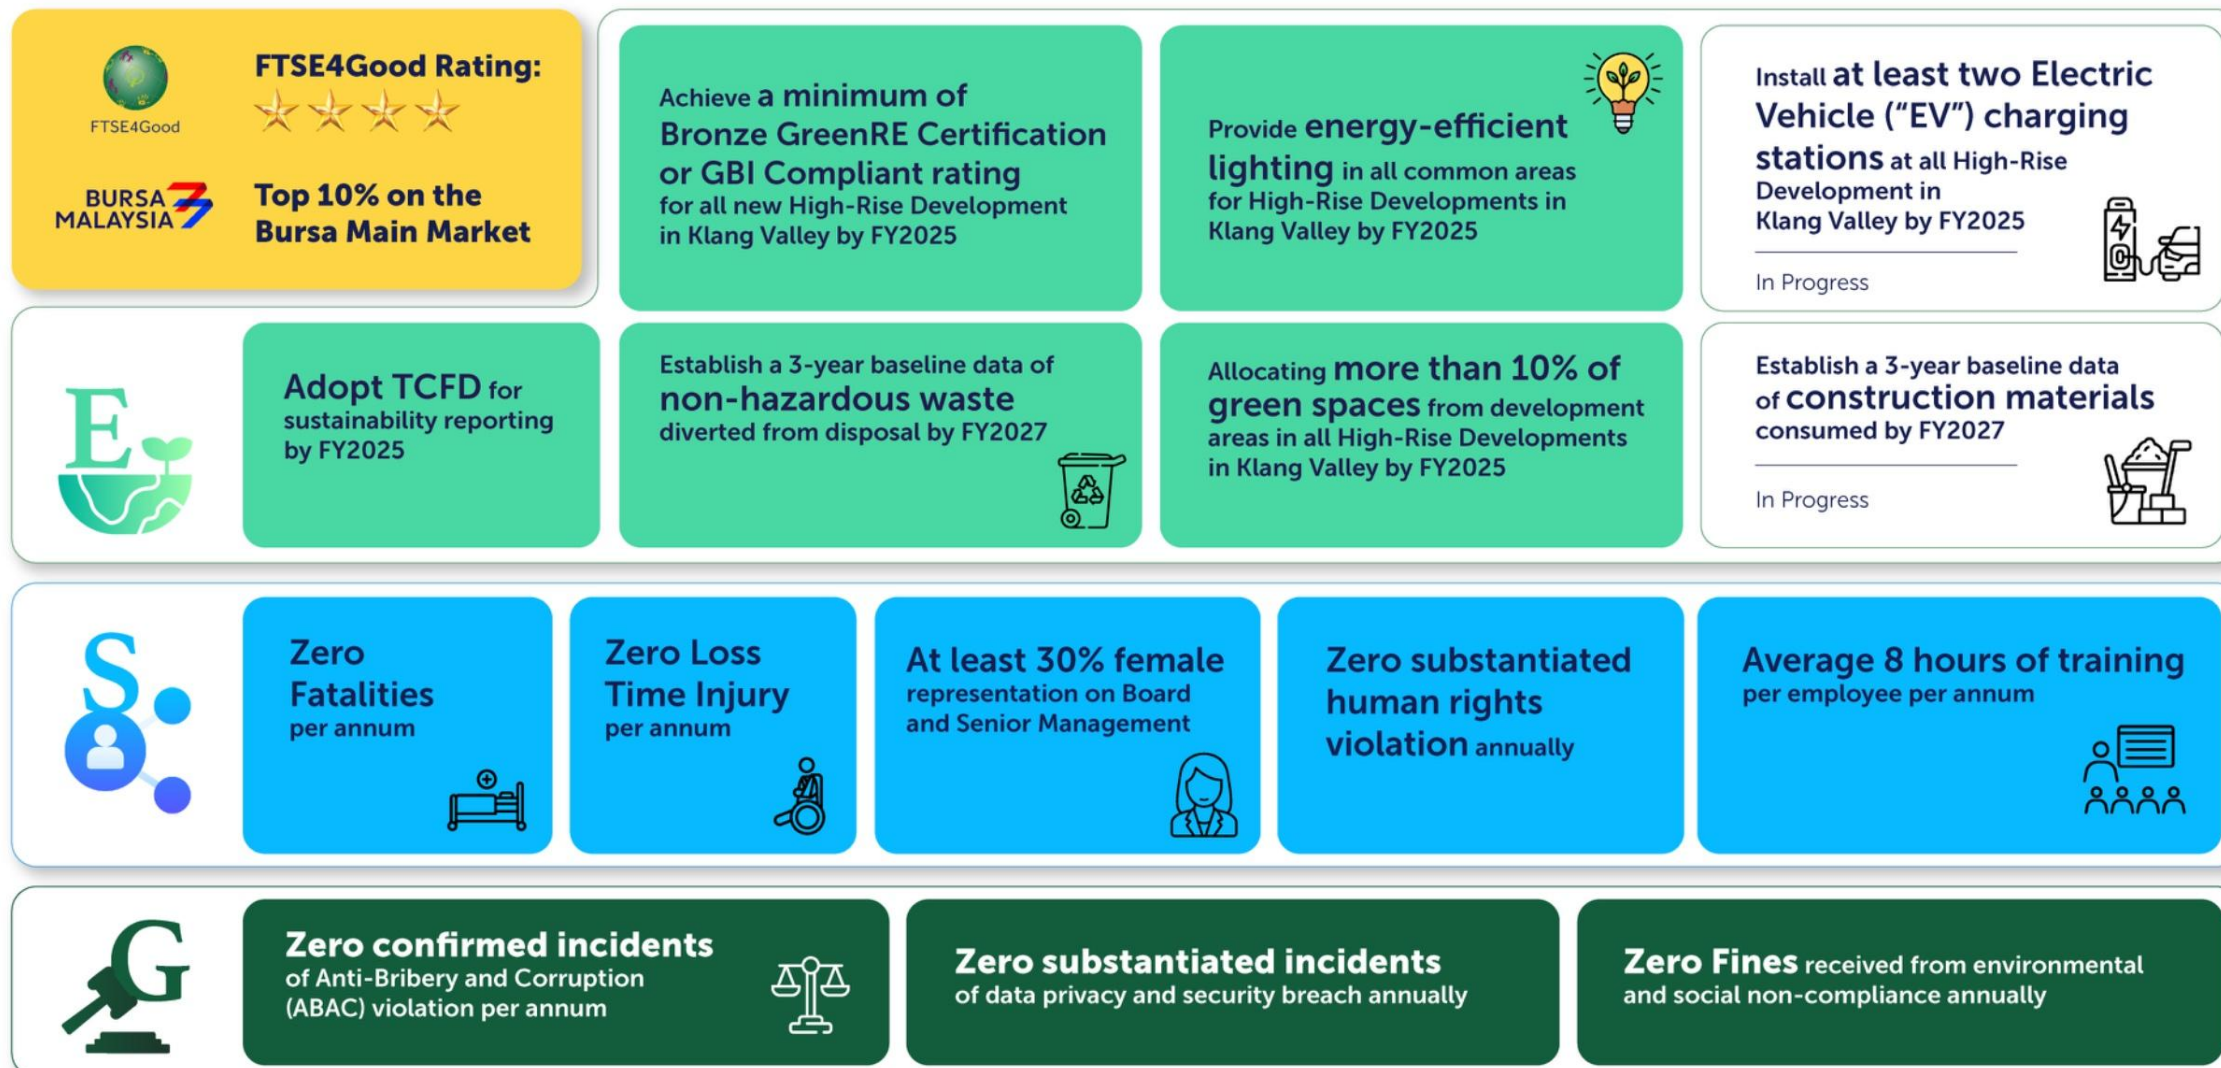 FTSE4Good
FTSE4Good Rating:
BURSA
MALAYSIA
Top 10% on the
Bursa Main Market
Achieve a minimum of
Bronze GreenRE Certification
or GBI Compliant rating
for all new High-Rise Development
in Klang Valley by FY2025
Provide energy-efficient
lighting in all common areas
for High-Rise Developments in
Klang Valley by FY2025
Install at least two Electric
Vehicle (“EV”) charging
stations at all High-Rise
Development in
Klang Valley by FY2025
In Progress
E
Adopt TCFD for
sustainability reporting
by FY2025
Establish a 3-year baseline data of
non-hazardous waste
diverted from disposal by FY2027
Allocating more than 10% of
green spaces from development
areas in all High-Rise Developments
in Klang Valley by FY2025
Establish a 3-year baseline data
of construction materials
consumed by FY2027
In Progress
S
Zero
Fatalities
per annum
Zero Loss
Time Injury
per annum
At least 30% female
representation on Board
and Senior Management
Zero substantiated
human rights
violation annually
Average 8 hours of training
per employee per annum
G
Zero confirmed incidents
of Anti-Bribery and Corruption
(ABAC) violation per annum
Zero substantiated incidents
of data privacy and security breach annually
Zero Fines received from environmental
and social non-compliance annually